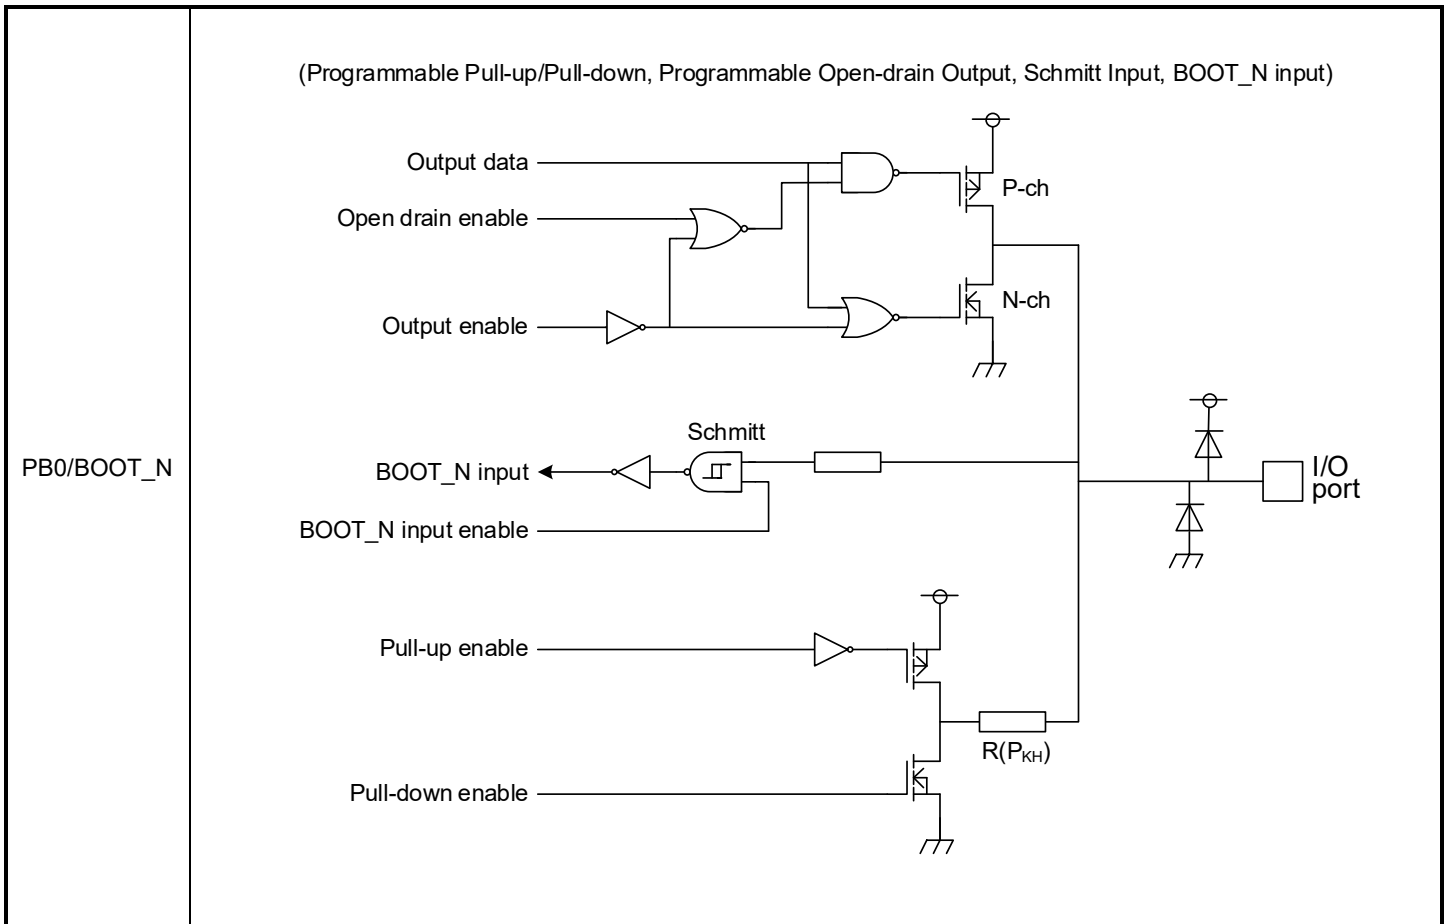 (Programmable Pull-up/Pull-down, Programmable Open-drain Output, Schmitt Input, BOOT_N input)
Output data
P-ch
Open drain enable
N-ch
Output enable
Schmitt
PB0/BOOT_N
BOOT_N input
I/O
port
BOOT_N input enable
Pull-up enable
R(PKH)
Pull-down enable